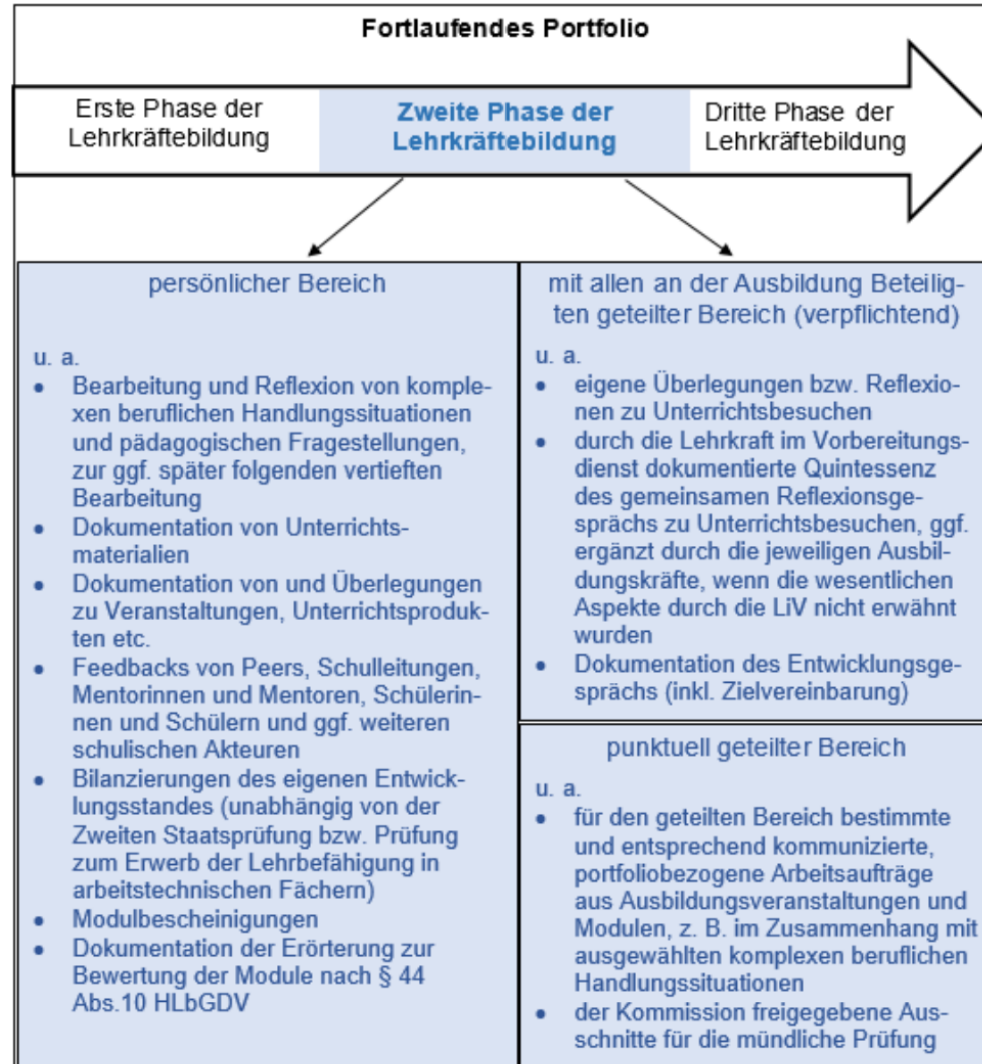 Fortlaufendes Portfolio
Erste Phase der
Lehrkräftebildung
Zweite Phase der
Lehrkräftebildung
Dritte Phase der
Lehrkräftebildung
persönlicher Bereich
u. a.
• Bearbeitung und Reflexion von komple-
xen beruflichen Handlungssituationen
und pädagogischen Fragestellungen,
zur ggf. später folgenden vertieften
Bearbeitung
• Dokumentation von Unterrichts-
materialien
• Dokumentation von und Überlegungen
zu Veranstaltungen, Unterrichtsproduk-
ten etc.
• Feedbacks von Peers, Schulleitungen,
Mentorinnen und Mentoren, Schülerin-
nen und Schülern und ggf. weiteren
schulischen Akteuren
• Bilanzierungen des eigenen Entwick-
lungsstandes (unabhängig von der
Zweiten Staatsprüfung bzw. Prüfung
zum Erwerb der Lehrbefähigung in
arbeitstechnischen Fächern)
• Modulbescheinigungen
• Dokumentation der Erörterung zur
Bewertung der Module nach § 44
Abs.10 HLbGDV
mit allen an der Ausbildung Beteilig-
ten geteilter Bereich (verpflichtend)
u. a.
• eigene Überlegungen bzw. Reflexio-
nen zu Unterrichtsbesuchen
• durch die Lehrkraft im Vorbereitungs-
dienst dokumentierte Quintessenz
des gemeinsamen Reflexionsge-
sprächs zu Unterrichtsbesuchen, ggf.
ergänzt durch die jeweiligen Ausbil-
dungskräfte, wenn die wesentlichen
Aspekte durch die LiV nicht erwähnt
wurden
• Dokumentation des Entwicklungsge-
sprächs (inkl. Zielvereinbarung)
punktuell geteilter Bereich
u. a.
• für den geteilten Bereich bestimmte
und entsprechend kommunizierte,
portfoliobezogene Arbeitsaufträge
aus Ausbildungsveranstaltungen und
Modulen, z. B. im Zusammenhang mit
ausgewählten komplexen beruflichen
Handlungssituationen
• der Kommission freigegebene Aus-
schnitte für die mündliche Prüfung